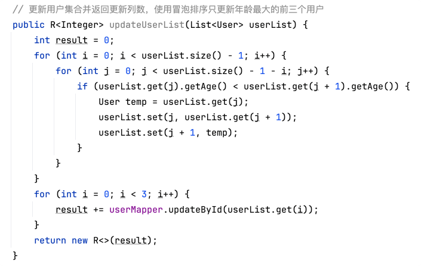 // 更新用户集合并返回更新列数，使用冒泡排序只更新年龄最大的前三个用户
public R<Integer> updateUserList(List<User> userList) {
    int result = 0;
    for (int i = 0; i < userList.size() - 1; i++) {
        for (int j = 0; j < userList.size() - 1 - i; j++) {
            if (userList.get(j).getAge() < userList.get(j + 1).getAge()) {
                User temp = userList.get(j);
                userList.set(j, userList.get(j + 1));
                userList.set(j + 1, temp);
            }
        }
    }
    for (int i = 0; i < 3; i++) {
        result += userMapper.updateById(userList.get(i));
    }
    return new R<>(result);
}